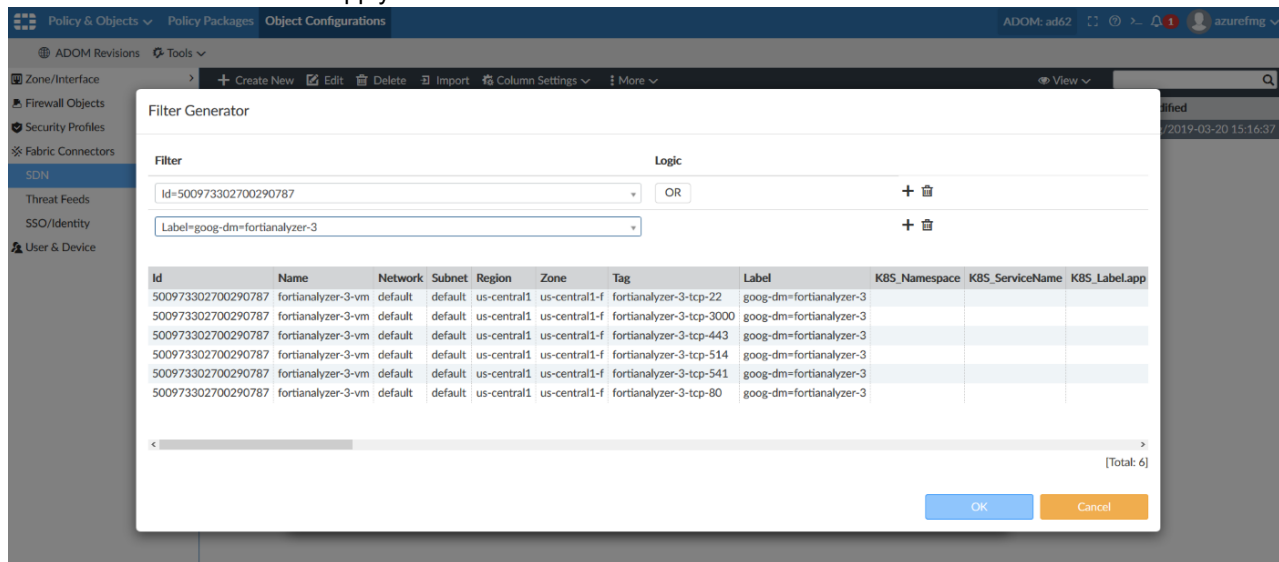 Policy & Objects Policy Packages Object Configurations ADOM: ad62 1 azurefmg
ADOM Revisions Tools
Zone/Interface + Create New Edit Delete Import Column Settings More View
Firewall Objects
Security Profiles /2019-03-20 15:16:37
Fabric Connectors
SDN
Threat Feeds
SSO/Identity
User & Device
Filter Generator
Filter Logic
Id=500973302700290787 OR
Label=goog-dm=fortianalyzer-3
Id Name Network Subnet Region Zone Tag Label K8S_Namespace K8S_ServiceName K8S_Label.app
500973302700290787 fortianalyzer-3-vm default default us-central1 us-central1-f fortianalyzer-3-tcp-22 goog-dm=fortianalyzer-3
500973302700290787 fortianalyzer-3-vm default default us-central1 us-central1-f fortianalyzer-3-tcp-3000 goog-dm=fortianalyzer-3
500973302700290787 fortianalyzer-3-vm default default us-central1 us-central1-f fortianalyzer-3-tcp-443 goog-dm=fortianalyzer-3
500973302700290787 fortianalyzer-3-vm default default us-central1 us-central1-f fortianalyzer-3-tcp-514 goog-dm=fortianalyzer-3
500973302700290787 fortianalyzer-3-vm default default us-central1 us-central1-f fortianalyzer-3-tcp-541 goog-dm=fortianalyzer-3
500973302700290787 fortianalyzer-3-vm default default us-central1 us-central1-f fortianalyzer-3-tcp-80 goog-dm=fortianalyzer-3
[Total: 6]
OK Cancel